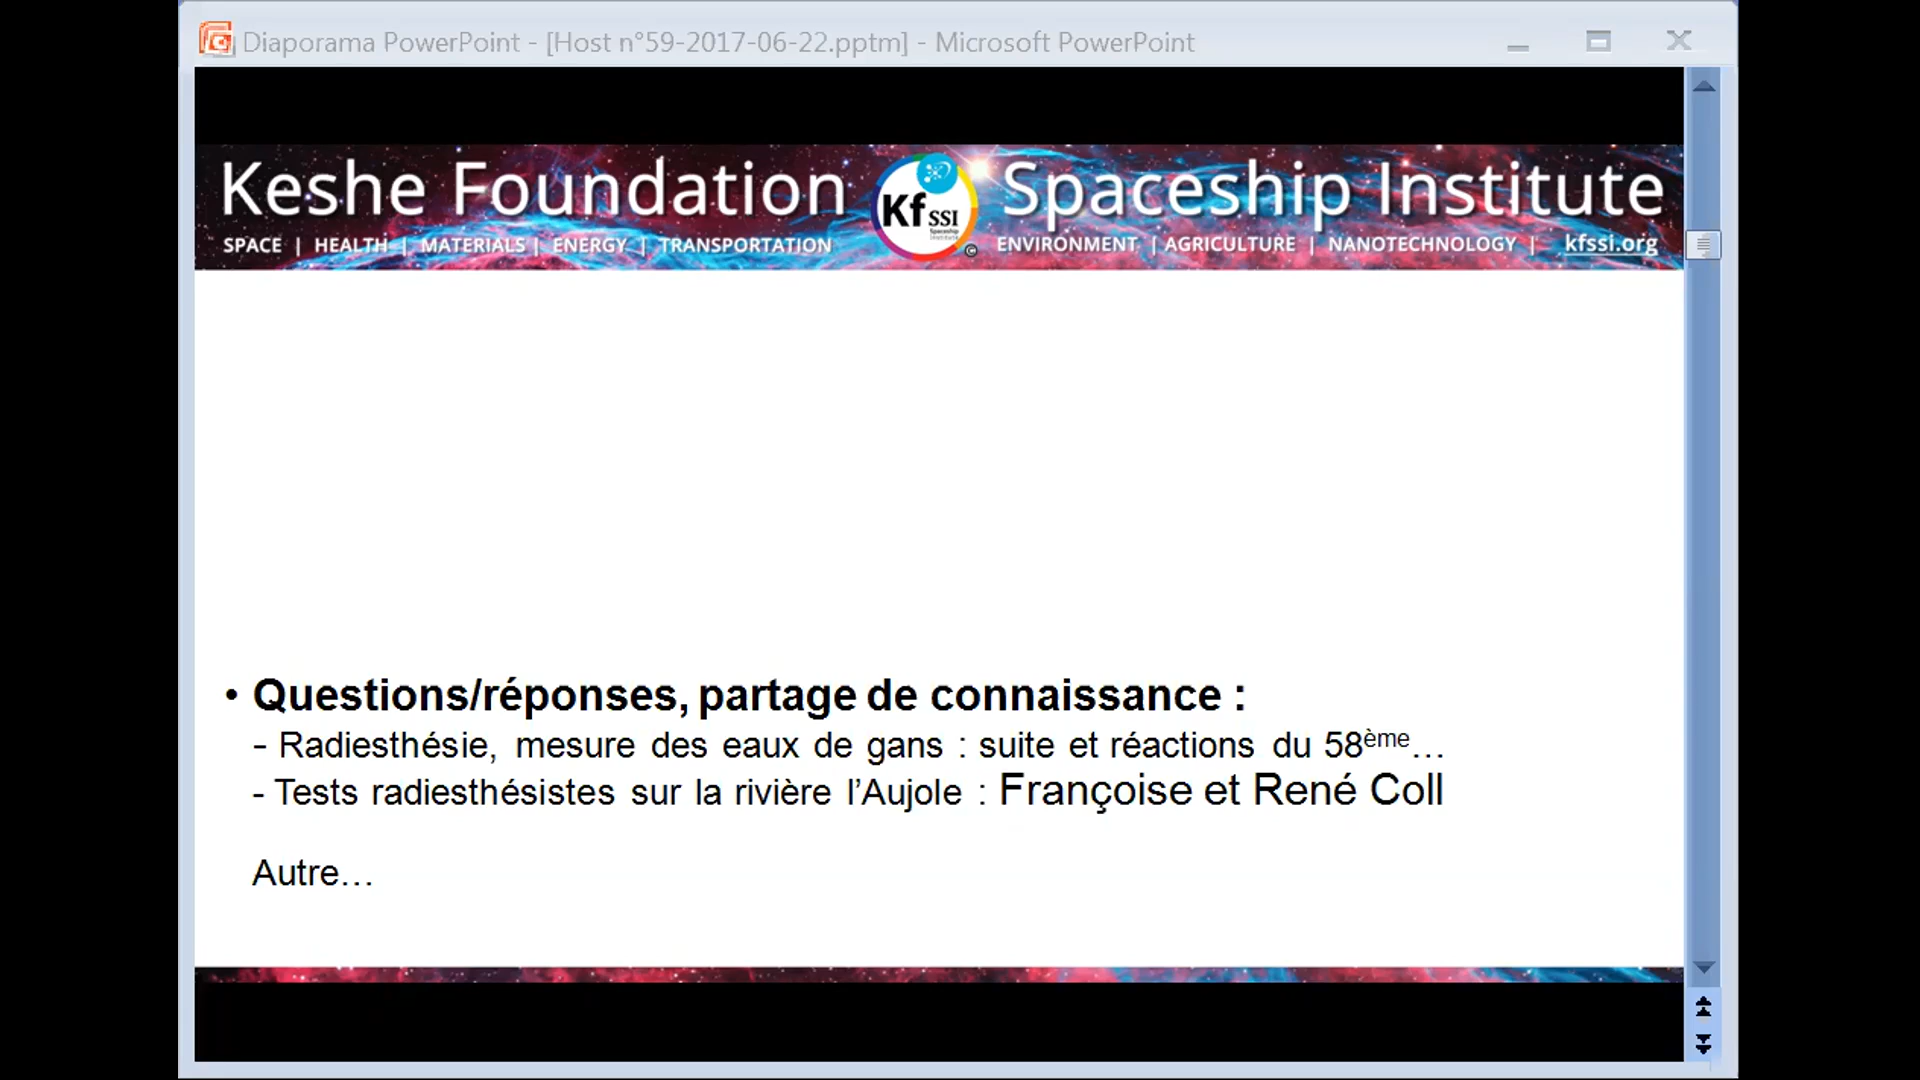 Diaporama PowerPoint - [Host n°59-2017-06-22.pptm] - Microsoft PowerPoint
Keshe Foundation Kf SSI Spaceship Institute © Spaceship Institute
SPACE | HEALTH | MATERIALS | ENERGY | TRANSPORTATION ENVIRONMENT | AGRICULTURE | NANOTECHNOLOGY | kfssi.org
• Questions/réponses, partage de connaissance :
- Radiesthésie, mesure des eaux de gans : suite et réactions du 58ème…
- Tests radiesthésistes sur la rivière l’Aujole : Françoise et René Coll
Autre…